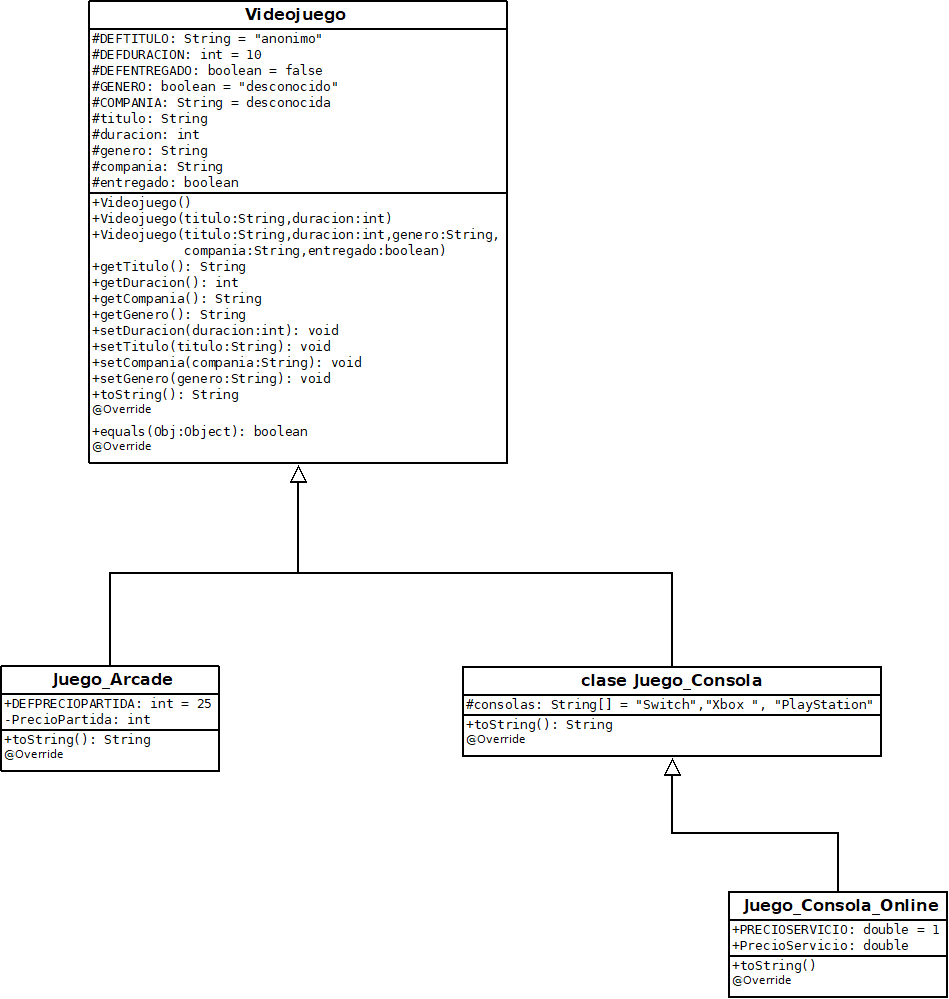 Videojuego
#DEFTITULO: String = "anonimo"
#DEFDURACION: int = 10
#DEFENTREGADO: boolean = false
#GENERO: boolean = "desconocido"
#COMPANIA: String = desconocida
#titulo: String
#duracion: int
#genero: String
#compania: String
#entregado: boolean
+Videojuego()
+Videojuego(titulo:String,duracion:int)
+Videojuego(titulo:String,duracion:int,genero:String,
compania:String,entregado:boolean)
+getTitulo(): String
+getDuracion(): int
+getCompania(): String
+getGenero(): String
+setDuracion(duracion:int): void
+setTitulo(titulo:String): void
+setCompania(compania:String): void
+setGenero(genero:String): void
+toString(): String
@Override
+equals(Obj:Object): boolean
@Override
Juego_Arcade
+DEFPRECIOPARTIDA: int = 25
-PrecioPartida: int
+toString(): String
@Override
clase Juego_Consola
#consolas: String[] = "Switch","Xbox ", "PlayStation"
+toString(): String
@Override
Juego_Consola_Online
+PRECIOSERVICIO: double = 1
+PrecioServicio: double
+toString()
@Override